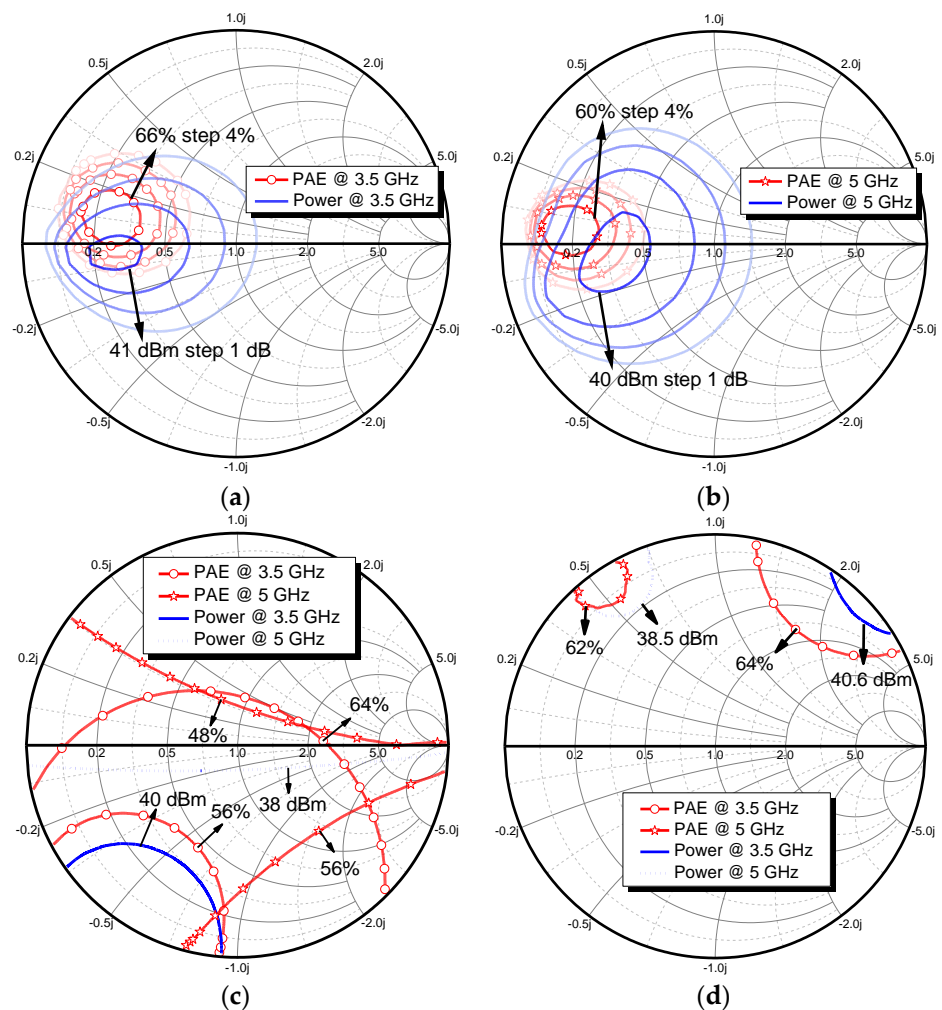 1.0j
0.5j
2.0j
66% step 4%
0.2j
5.0j
PAE @ 3.5 GHz
Power @ 3.5 GHz
0.2 0.5 1.0 2.0 5.0
-0.2j
-5.0j
41 dBm step 1 dB
-0.5j
-2.0j
-1.0j
(a)
1.0j
0.5j
2.0j
60% step 4%
0.2j
5.0j
PAE @ 5 GHz
Power @ 5 GHz
0.2 0.5 1.0 2.0 5.0
-0.2j
-5.0j
40 dBm step 1 dB
-0.5j
-2.0j
-1.0j
(b)
1.0j
PAE @ 3.5 GHz
PAE @ 5 GHz
Power @ 3.5 GHz
Power @ 5 GHz
0.2j
5.0j
64%
48%
0.2 0.5 1.0 2.0 5.0
40 dBm
56%
38 dBm
-0.2j
-5.0j
56%
-0.5j
-2.0j
-1.0j
(c)
1.0j
2.0j
62%
38.5 dBm
64%
0.2j
5.0j
40.6 dBm
0.2 0.5 1.0 2.0 5.0
PAE @ 3.5 GHz
PAE @ 5 GHz
Power @ 3.5 GHz
Power @ 5 GHz
-0.2j
-5.0j
-0.5j
-2.0j
-1.0j
(d)